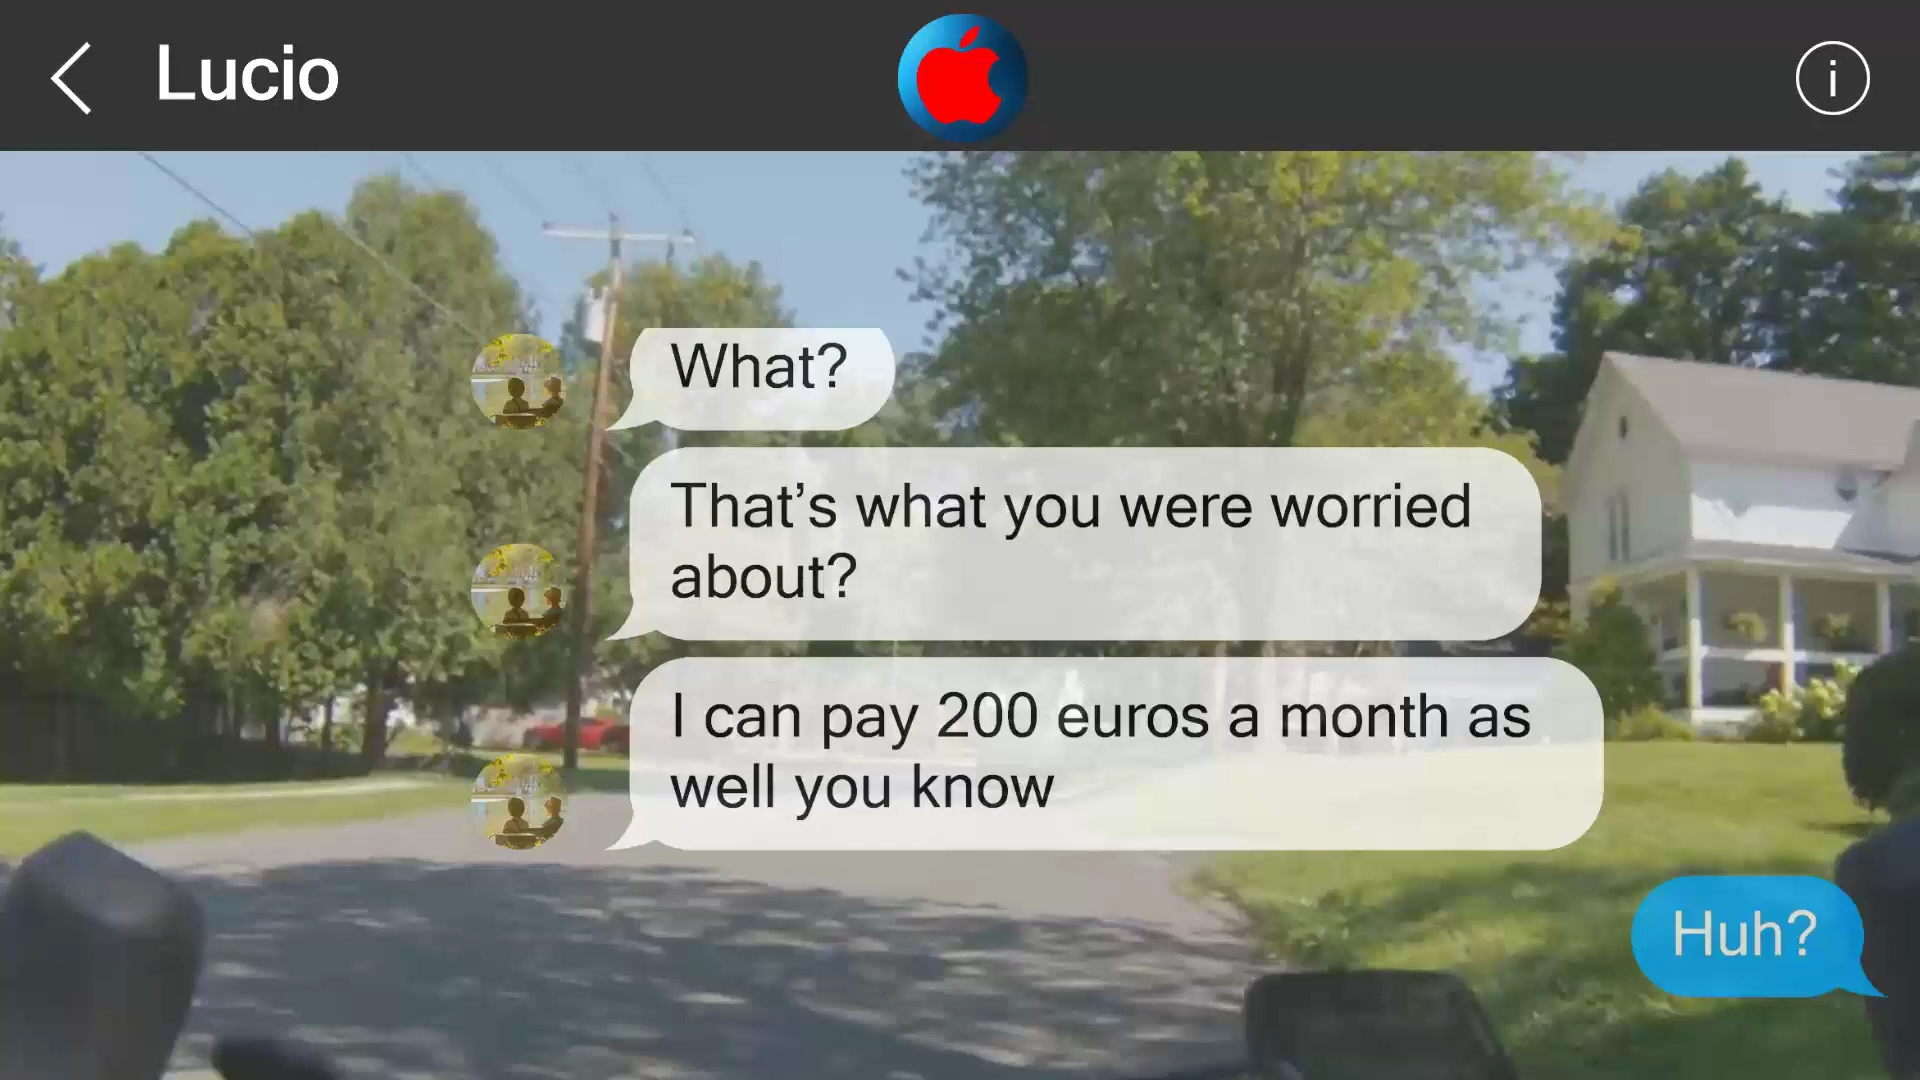 Lucio
i
What?
That’s what you were worried
about?
I can pay 200 euros a month as
well you know
Huh?